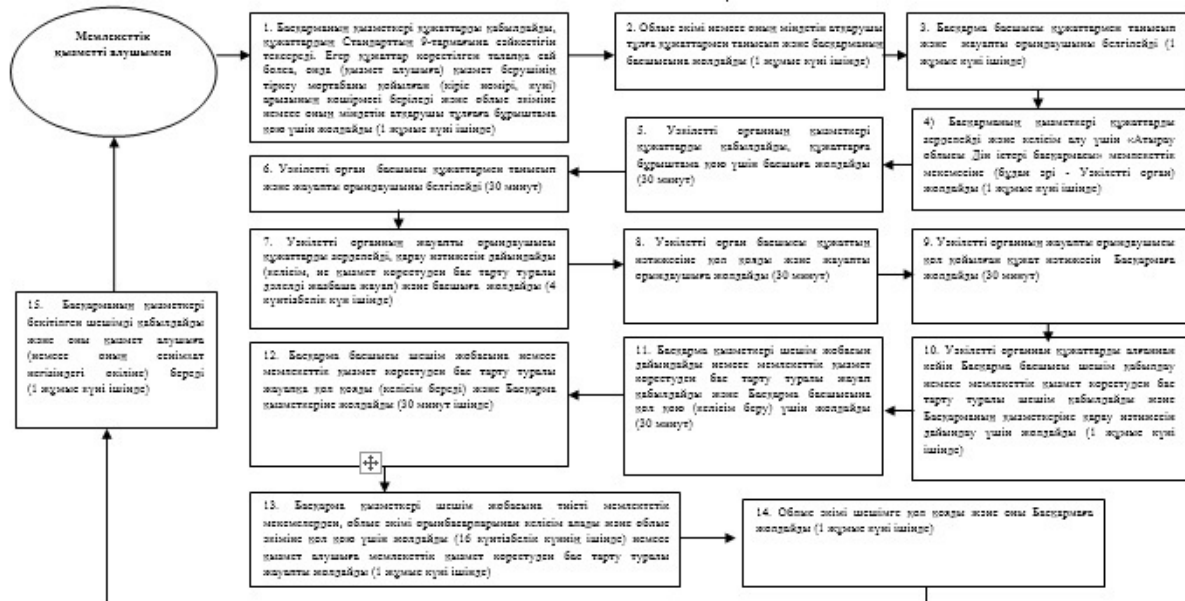 Мемлекеттік
қызметті алушымен
1. Басқарманың қызметкері құжаттарды қабылдайды,
құжаттардың Стандарттың 9-тармағына сәйкестігін
тексереді. Егер құжаттар көрсетілген талапқа сай
болса, онда (қызмет алушыға) қызмет берушінің
тіркеу мөртабаны қойылған (кіріс нөмірі, күні)
арызының көшірмесі беріледі және облыс әкіміне
немесе оның міндетін атқарушы тұлғаға бұрыштама
қою үшін жолдайды (1 жұмыс күні ішінде)
2. Облыс әкімі немесе оның міндетін атқарушы
тұлға құжаттармен танысып және басқарманың
басшысына жолдайды (1 жұмыс күні ішінде)
3. Басқарма басшысы құжаттармен танысып
және жауапты орындаушыны белгілейді (1
жұмыс күні ішінде)
4) Басқарманың қызметкері құжаттарды
зерделейді және келісім алу үшін «Атырау
облысы Дін істері басқармасы» мемлекеттік
мекемесіне (бұдан әрі - Уәкілетті орган)
жолдайды (1 жұмыс күні ішінде)
5. Уәкілетті органның қызметкері
құжаттарды қабылдайды, құжаттарға
бұрыштама қою үшін басшыға жолдайды
(30 минут)
6. Уәкілетті орган басшысы құжаттармен танысып
және жауапты орындаушыны белгілейді (30 минут)
7. Уәкілетті органның жауапты орындаушысы
құжаттарды зерделейді, қарау нәтижесін дайындайды
(келісім, не қызмет көрсетуден бас тарту туралы
дәлелді жазбаша жауап) және басшыға жолдайды (4
күнтізбелік күн ішінде)
8. Уәкілетті орган басшысы құжаттың
нәтижесіне қол қояды және жауапты
орындаушыға жолдайды (30 минут)
9. Уәкілетті органның жауапты орындаушысы
қол қойылған құжат нәтижесін Басқармаға
жолдайды (30 минут)
10. Уәкілетті органнан құжаттарды алғаннан
кейін Басқарма басшысы шешім қабылдау
немесе мемлекеттік қызмет көрсетуден бас
тарту туралы шешім қабылдайды және
Басқарманың қызметкеріне қарау нәтижесін
дайындау үшін жолдайды (1 жұмыс күні
ішінде)
11. Басқарма қызметкері шешім жобасын
дайындайды немесе мемлекеттік қызмет
көрсетуден бас тарту туралы жауап
қабылдайды және Басқарма басшысына
қол қою (келісім беру) үшін жолдайды
(30 минут)
12. Басқарма басшысы шешім жобасына немесе
мемлекеттік қызмет көрсетуден бас тарту туралы
жауапқа қол қояды (келісім береді) және Басқарма
қызметкеріне жолдайды (30 минут ішінде)
13. Басқарма қызметкері шешім жобасына тиісті мемлекеттік
мекемелерден, облыс әкімі орынбасарларынан келісім алады және облыс
әкіміне қол қою үшін жолдайды (16 күнтізбелік күннің ішінде) немесе
қызмет алушыға мемлекеттік қызмет көрсетуден бас тарту туралы
жауапты жолдайды (1 жұмыс күні ішінде)
14. Облыс әкімі шешімге қол қояды және оны Басқармаға
жолдайды (1 жұмыс күні ішінде)
15. Басқарманың қызметкері
бекітілген шешімді қабылдайды
және оны қызмет алушыға
(немесе оның сенімхат
негізіндегі өкіліне) береді
(1 жұмыс күні ішінде)